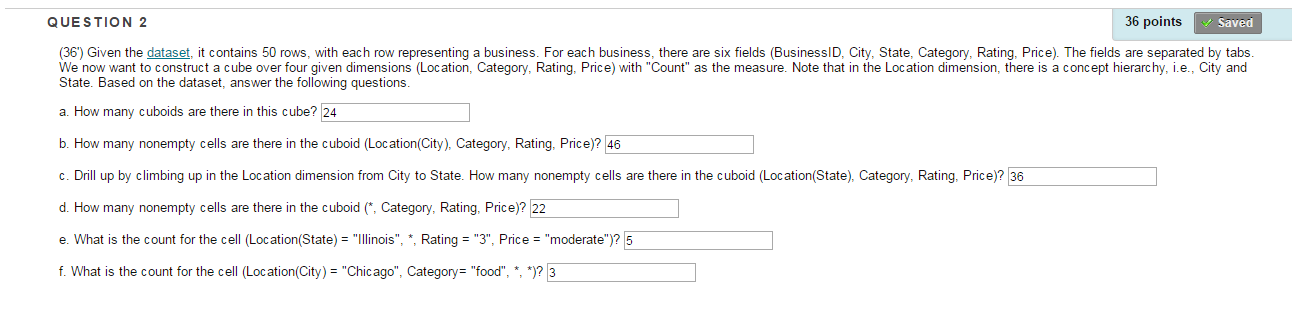 QUESTION 2
36 points
Saved
(36') Given the dataset, it contains 50 rows, with each row representing a business. For each business, there are six fields (BusinessID, City, State, Category, Rating, Price). The fields are separated by tabs.
We now want to construct a cube over four given dimensions (Location, Category, Rating, Price) with "Count" as the measure. Note that in the Location dimension, there is a concept hierarchy, i.e., City and
State. Based on the dataset, answer the following questions.
a. How many cuboids are there in this cube? 24
b. How many nonempty cells are there in the cuboid (Location(City), Category, Rating, Price)? 46
c. Drill up by climbing up in the Location dimension from City to State. How many nonempty cells are there in the cuboid (Location(State), Category, Rating, Price)? 36
d. How many nonempty cells are there in the cuboid (*, Category, Rating, Price)? 22
e. What is the count for the cell (Location(State) = "Illinois", *, Rating = "3", Price = "moderate")? 5
f. What is the count for the cell (Location(City) = "Chicago", Category= "food", *, *)? 3